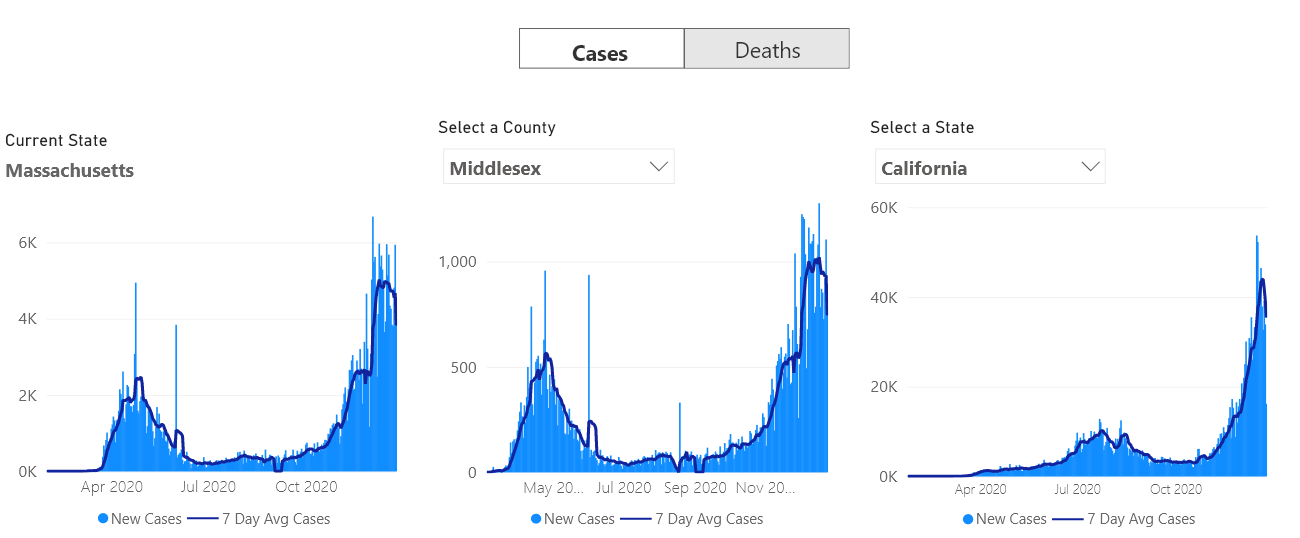 Cases
Deaths
Current State
Massachusetts
6K
4K
2K
0K
Apr 2020 Jul 2020 Oct 2020
New Cases 7 Day Avg Cases
Select a County
Middlesex
1,000
500
0
May 20... Jul 2020 Sep 2020 Nov 20...
New Cases 7 Day Avg Cases
Select a State
California
60K
40K
20K
0K
Apr 2020 Jul 2020 Oct 2020
New Cases 7 Day Avg Cases